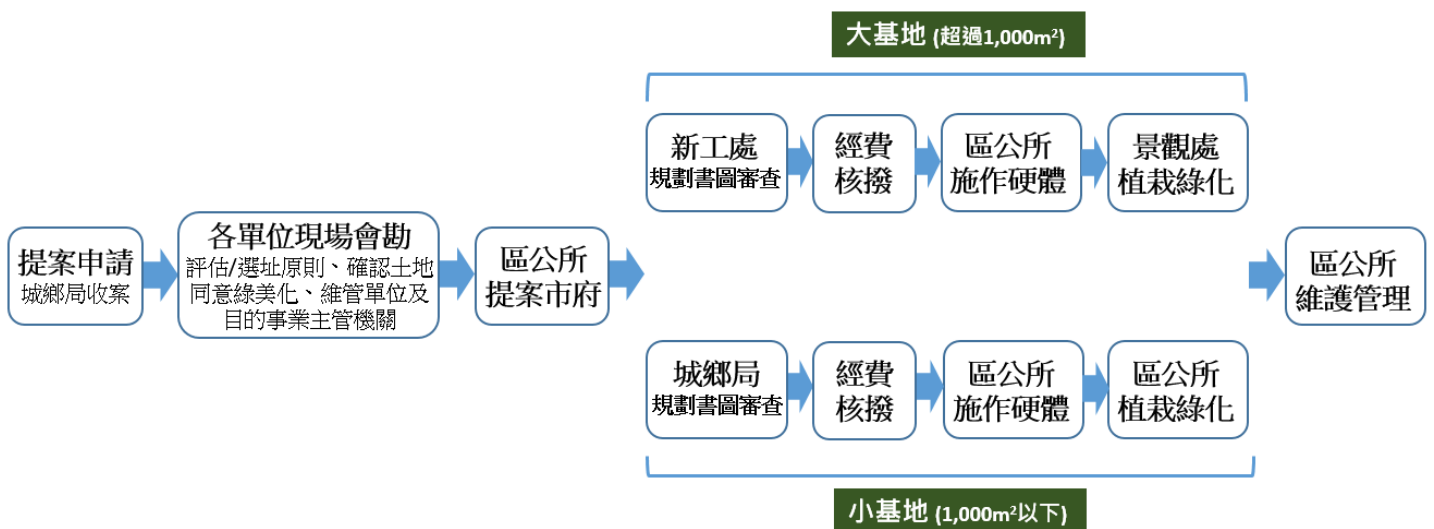 大基地 (超過1,000m²)
新工處
規劃書圖審查
經費
核撥
區公所
施作硬體
景觀處
植栽綠化
提案申請
城鄉局收案
各單位現場會勘
評估/選址原則、確認土地
同意綠美化、維管單位及
目的事業主管機關
區公所
提案市府
區公所
維護管理
城鄉局
規劃書圖審查
經費
核撥
區公所
施作硬體
區公所
植栽綠化
小基地 (1,000m²以下)